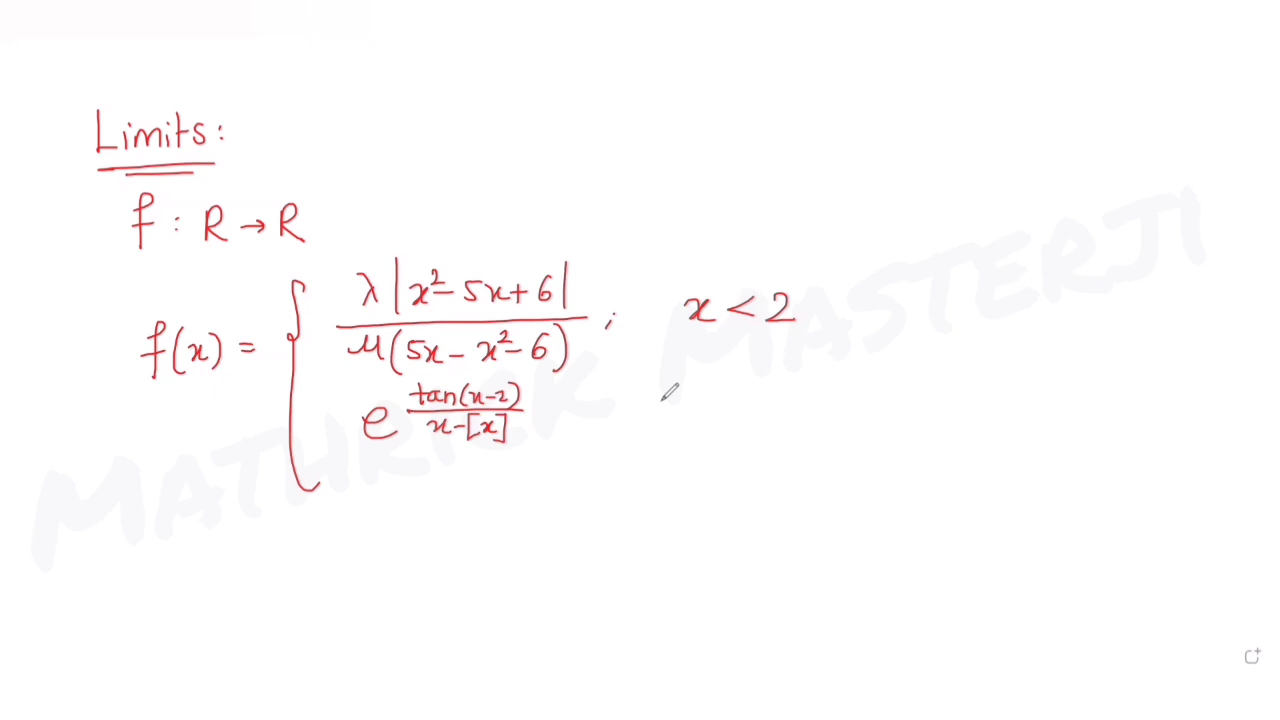 Limits:
f : R → R
f(x) = { λ|x²-5x+6| / μ(5x-x²-6) ; x < 2
e^(tan(x-2) / x-[x])
MATHRICK MASTERJI